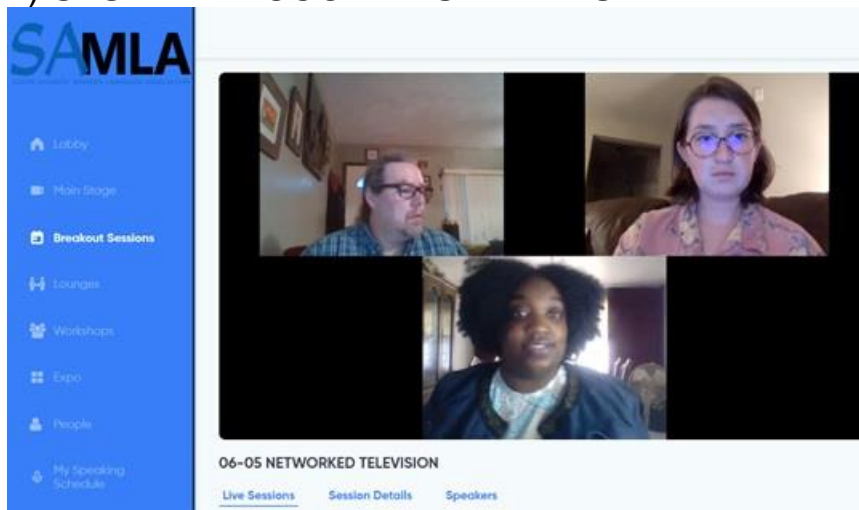 SAMLA
Lobby
Main Stage
Breakout Sessions
Lounges
Workshops
Expo
People
My Speaking
Schedule
06-05 NETWORKED TELEVISION
Live Sessions Session Details Speakers